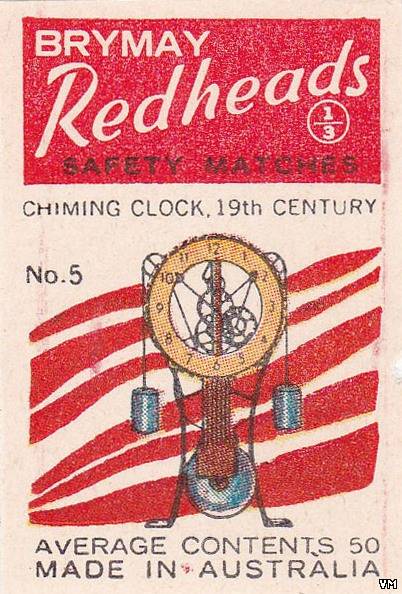 BRYMAY
Redheads
1/3
SAFETY MATCHES
CHIMING CLOCK, 19th CENTURY
No. 5
AVERAGE CONTENTS 50
MADE IN AUSTRALIA
VM